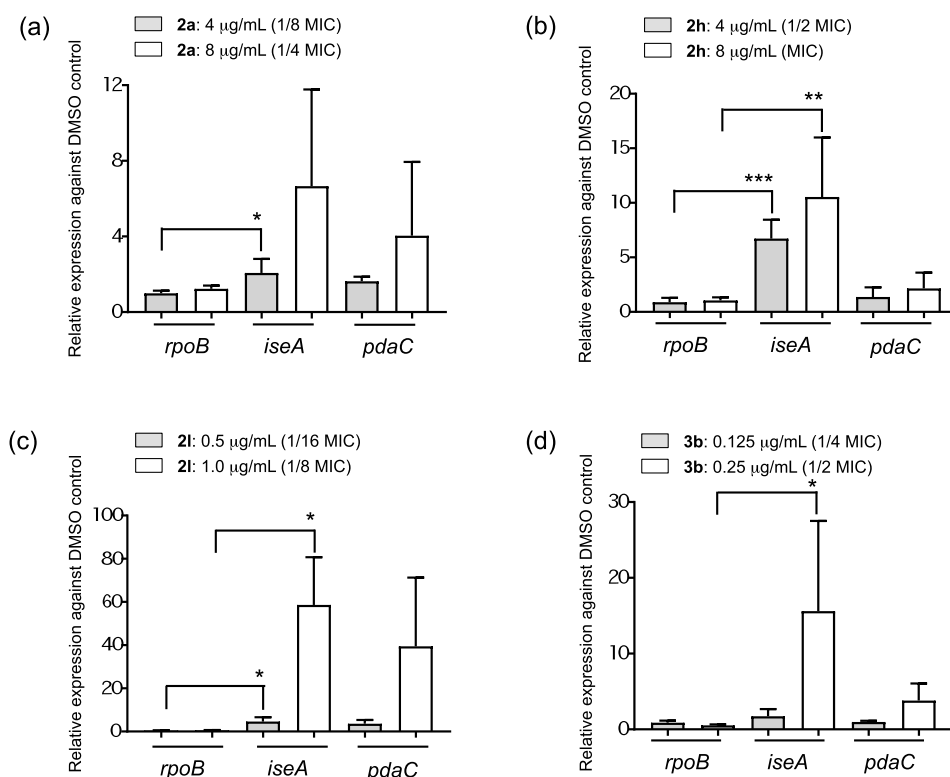 (a)
2a: 4 μg/mL (1/8 MIC)
2a: 8 μg/mL (1/4 MIC)
Relative expression against DMSO control
12
8
4
0
*
rpoB iseA pdaC
(b)
2h: 4 μg/mL (1/2 MIC)
2h: 8 μg/mL (MIC)
Relative expression against DMSO control
20
15
10
5
0
**
***
rpoB iseA pdaC
(c)
2l: 0.5 μg/mL (1/16 MIC)
2l: 1.0 μg/mL (1/8 MIC)
Relative expression against DMSO control
100
80
60
40
20
0
*
*
rpoB iseA pdaC
(d)
3b: 0.125 μg/mL (1/4 MIC)
3b: 0.25 μg/mL (1/2 MIC)
Relative expression against DMSO control
30
20
10
0
*
rpoB iseA pdaC